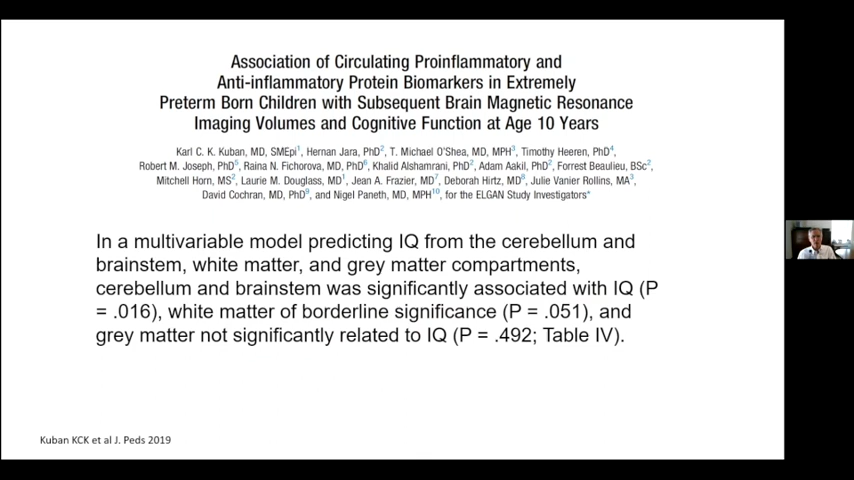 Association of Circulating Proinflammatory and
Anti-inflammatory Protein Biomarkers in Extremely
Preterm Born Children with Subsequent Brain Magnetic Resonance
Imaging Volumes and Cognitive Function at Age 10 Years
Karl C. K. Kuban, MD, SMEpi1, Hernan Jara, PhD2, T. Michael O'Shea, MD, MPH3, Timothy Heeren, PhD4,
Robert M. Joseph, PhD5, Raina N. Fichorova, MD, PhD6, Khalid Alshamrani, PhD2, Adam Aakil, PhD2, Forrest Beaulieu, BSc2,
Mitchell Horn, MS2, Laurie M. Douglass, MD1, Jean A. Frazier, MD7, Deborah Hirtz, MD8, Julie Vanier Rollins, MA3,
David Cochran, MD, PhD9, and Nigel Paneth, MD, MPH10, for the ELGAN Study Investigators*
In a multivariable model predicting IQ from the cerebellum and
brainstem, white matter, and grey matter compartments,
cerebellum and brainstem was significantly associated with IQ (P
= .016), white matter of borderline significance (P = .051), and
grey matter not significantly related to IQ (P = .492; Table IV).
Kuban KCK et al J. Peds 2019